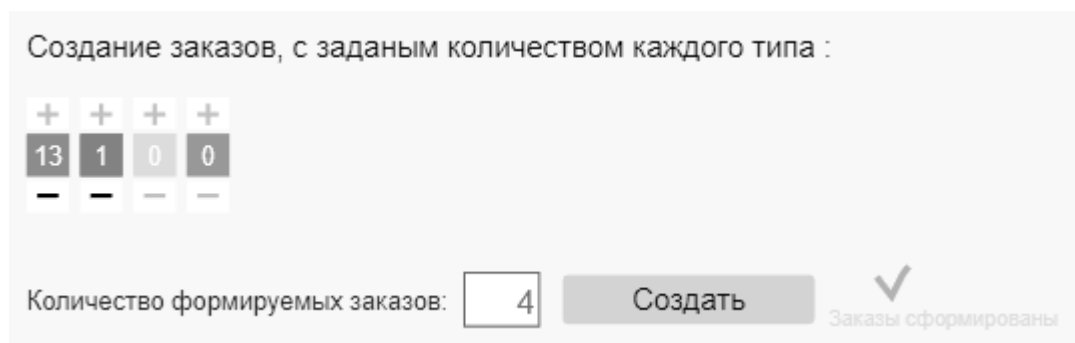 Создание заказов, с заданым количеством каждого типа :
+ + + +
13 1 0 0
– – – –
Количество формируемых заказов: 4 Создать
Заказы сформированы